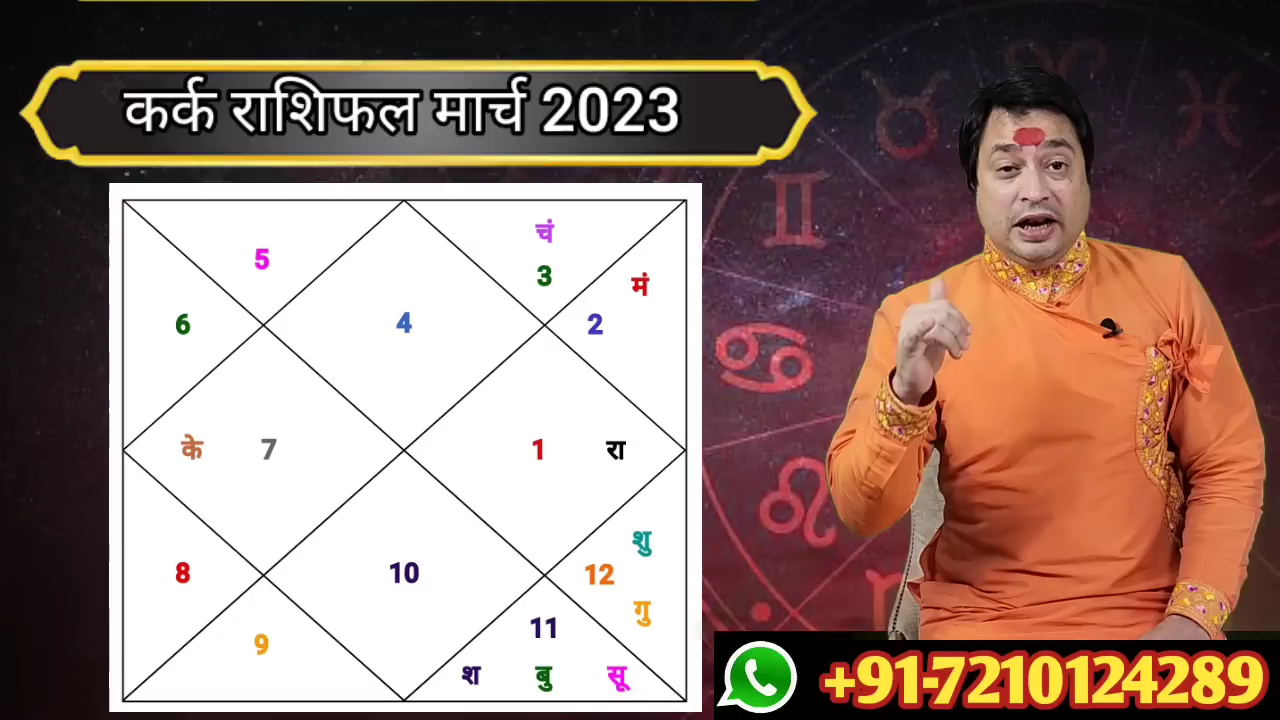 कर्क राशिफल मार्च 2023
चं
5
3
मं
6
4
2
के 7
1 रा
शु
8
10
12
गु
11
9
श बु सू
+91-7210124289